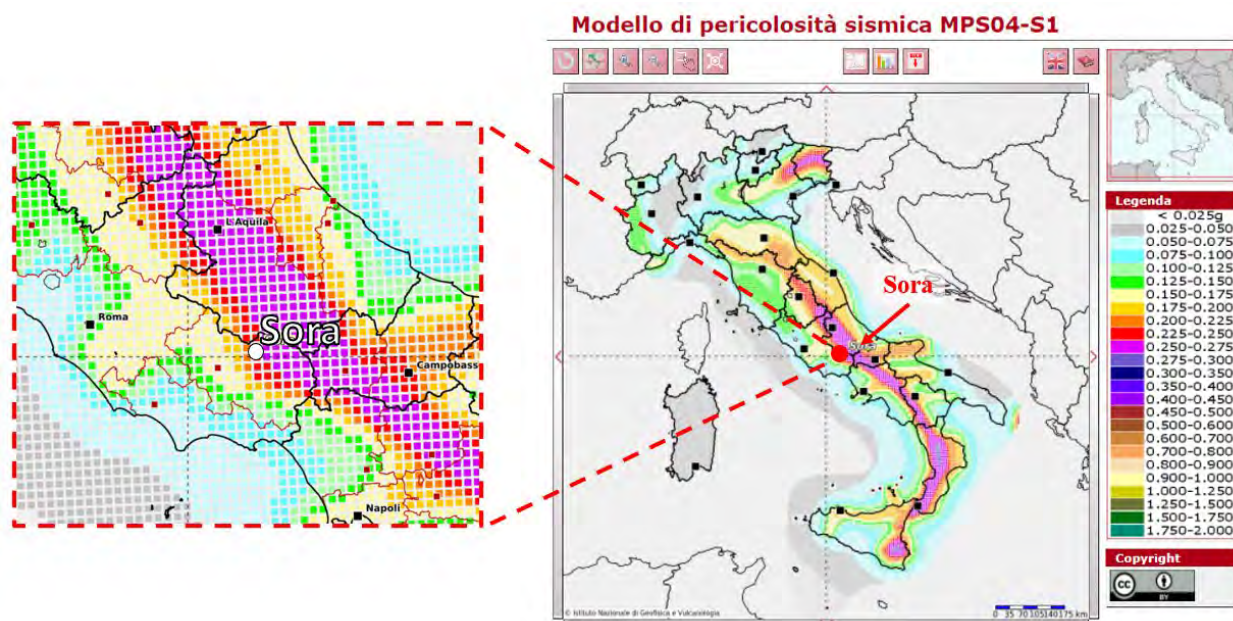 Modello di pericolosità sismica MPS04-S1
L'Aquila
Roma
Sora
Campobass
Napoli
Sora
Sora
© Istituto Nazionale di Geofisica e Vulcanologia
0 35 70 105140175 km
Legenda
< 0.025g
0.025-0.050
0.050-0.075
0.075-0.100
0.100-0.125
0.125-0.150
0.150-0.175
0.175-0.200
0.200-0.225
0.225-0.250
0.250-0.275
0.275-0.300
0.300-0.350
0.350-0.400
0.400-0.450
0.450-0.500
0.500-0.600
0.600-0.700
0.700-0.800
0.800-0.900
0.900-1.000
1.000-1.250
1.250-1.500
1.500-1.750
1.750-2.000
Copyright
cc
BY